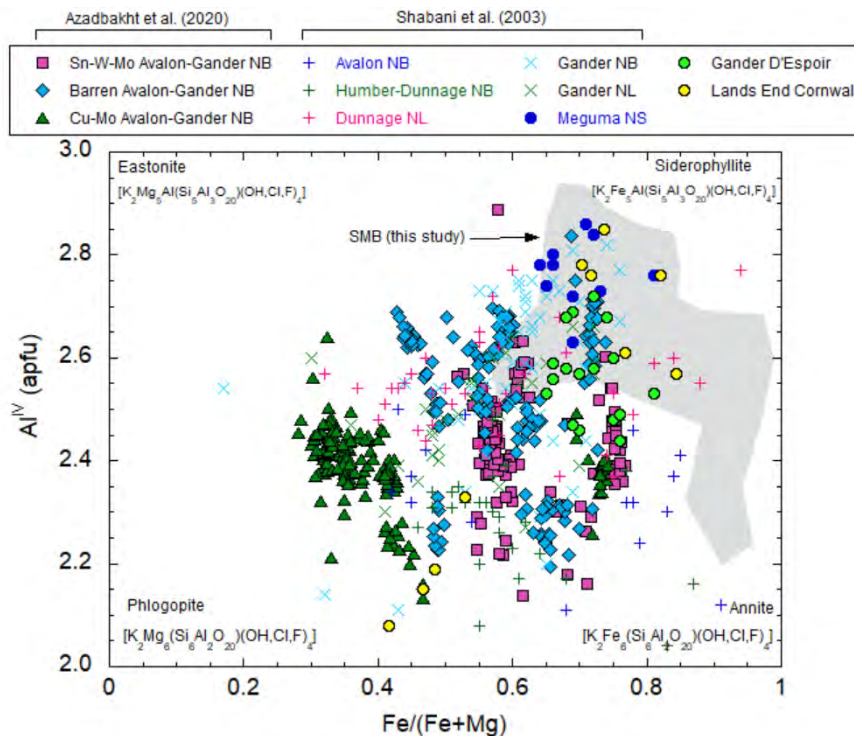 Azadbakht et al. (2020) Shabani et al. (2003)
Sn-W-Mo Avalon-Gander NB Avalon NB Gander NB Gander D'Espoir
Barren Avalon-Gander NB Humber-Dunnage NB Gander NL Lands End Cornwall
Cu-Mo Avalon-Gander NB Dunnage NL Meguma NS
3.0
Eastonite Siderophyllite
[K₂Mg₅Al(Si₅Al₃O₂₀)(OH,Cl,F)₄] [K₂Fe₅Al(Si₅Al₃O₂₀)(OH,Cl,F)₄]
SMB (this study)
2.8
2.6
Al^IV (apfu)
2.4
2.2
Phlogopite Annite
[K₂Mg₆(Si₆Al₂O₂₀)(OH,Cl,F)₄] [K₂Fe₆(Si₆Al₂O₂₀)(OH,Cl,F)₄]
2.0
0 0.2 0.4 0.6 0.8 1
Fe/(Fe+Mg)